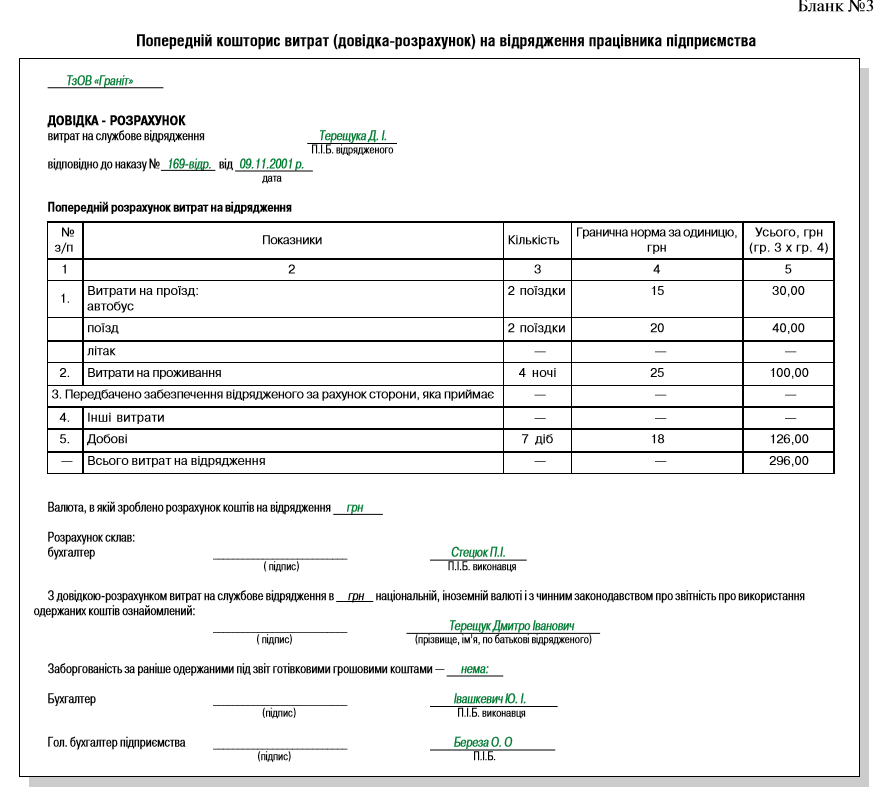 Бланк №3
Попередній кошторис витрат (довідка-розрахунок) на відрядження працівника підприємства
ТзОВ «Граніт»
ДОВІДКА - РОЗРАХУНОК
витрат на службове відрядження Терещука Д. І.
П.І.Б. відрядженого
відповідно до наказу № 169-відр. від 09.11.2001 р.
дата
Попередній розрахунок витрат на відрядження
№ з/п Показники Кількість Гранична норма за одиницю, грн Усього, грн (гр. 3 х гр. 4)
1 2 3 4 5
1. Витрати на проїзд: автобус 2 поїздки 15 30,00
поїзд 2 поїздки 20 40,00
літак — — —
2. Витрати на проживання 4 ночі 25 100,00
3. Передбачено забезпечення відрядженого за рахунок сторони, яка приймає — — —
4. Інші витрати — — —
5. Добові 7 діб 18 126,00
— Всього витрат на відрядження — — 296,00
Валюта, в якій зроблено розрахунок коштів на відрядження грн
Розрахунок склав:
бухгалтер Стецюк П.І.
( підпис) П.І.Б. виконавця
З довідкою-розрахунком витрат на службове відрядження в грн національній, іноземній валюті і з чинним законодавством про звітність про використання
одержаних коштів ознайомлений:
Терещук Дмитро Іванович
( підпис) (прізвище, ім'я, по батькові відрядженого)
Заборгованість за раніше одержаними під звіт готівковими грошовими коштами — нема:
Бухгалтер Івашкевич Ю. І.
(підпис) П.І.Б. виконавця
Гол. бухгалтер підприємства Береза О. О
(підпис) П.І.Б.